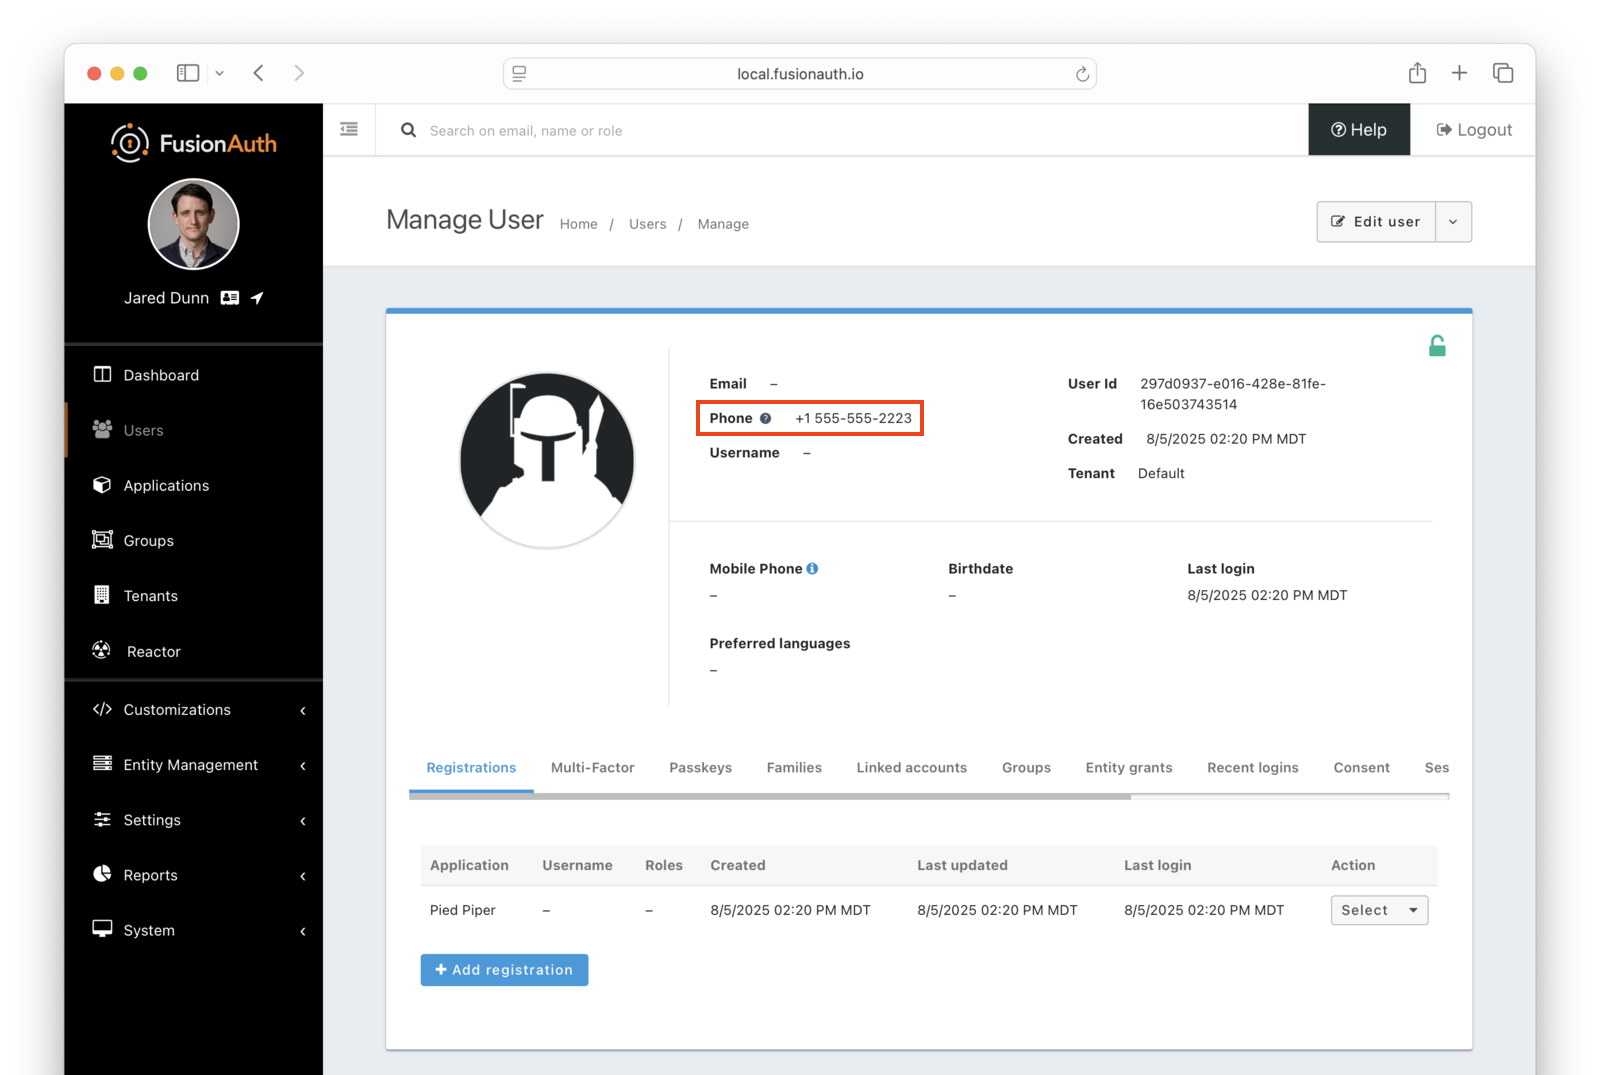 local.fusionauth.io
FusionAuth
Search on email, name or role
Help
Logout
Jared Dunn
Manage User
Home / Users / Manage
Edit user
Dashboard
Users
Applications
Groups
Tenants
Reactor
Customizations
Entity Management
Settings
Reports
System
Email –
Phone ? +1 555-555-2223
Username –
User Id 297d0937-e016-428e-81fe-
16e503743514
Created 8/5/2025 02:20 PM MDT
Tenant Default
Mobile Phone Birthdate Last login
– – 8/5/2025 02:20 PM MDT
Preferred languages
–
Registrations Multi-Factor Passkeys Families Linked accounts Groups Entity grants Recent logins Consent Ses
Application Username Roles Created Last updated Last login Action
Pied Piper – – 8/5/2025 02:20 PM MDT 8/5/2025 02:20 PM MDT 8/5/2025 02:20 PM MDT Select
+ Add registration